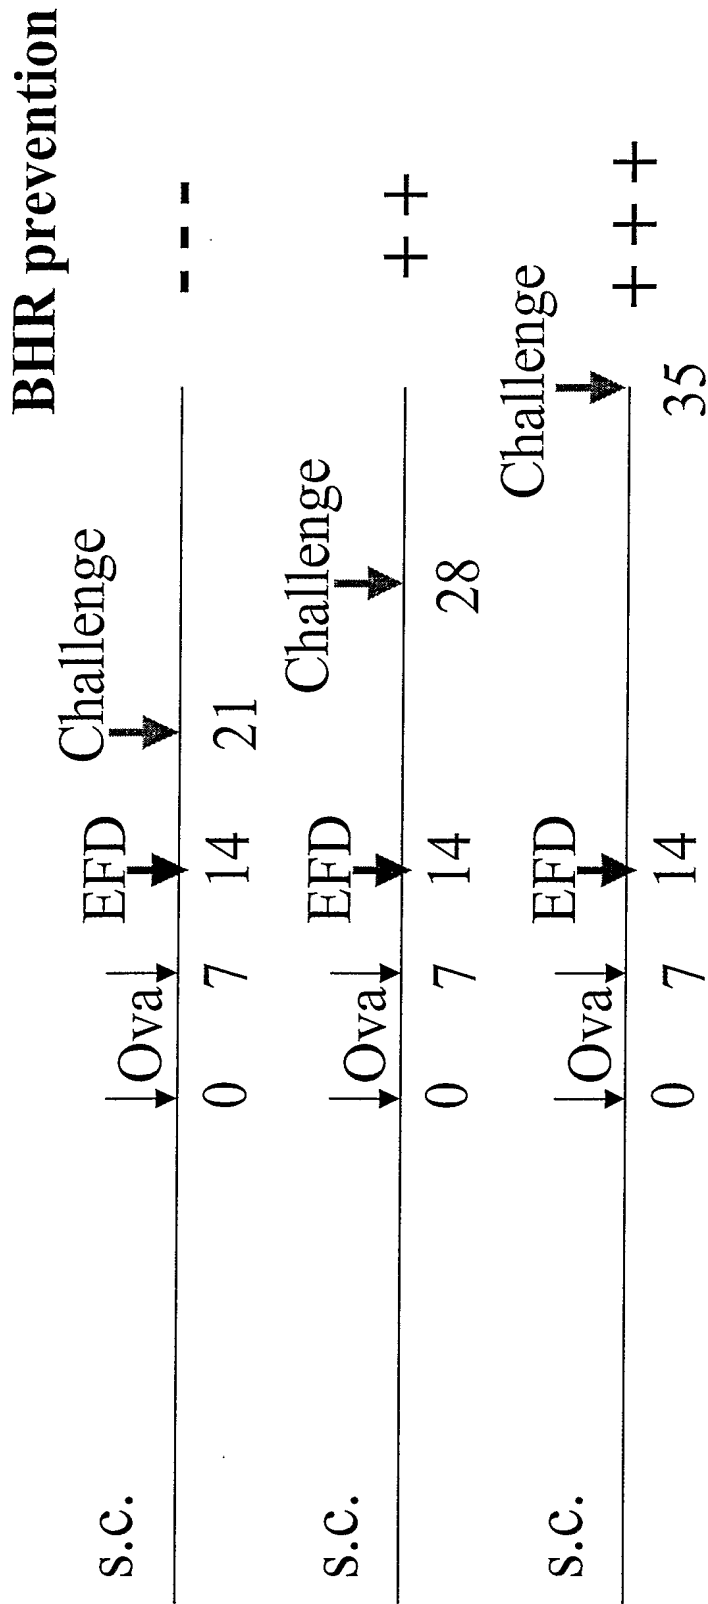 BHR prevention
s.c. Ova EFD Challenge ---
0 7 14 21
s.c. Ova EFD Challenge ++
0 7 14 28
s.c. Ova EFD Challenge +++
0 7 14 35